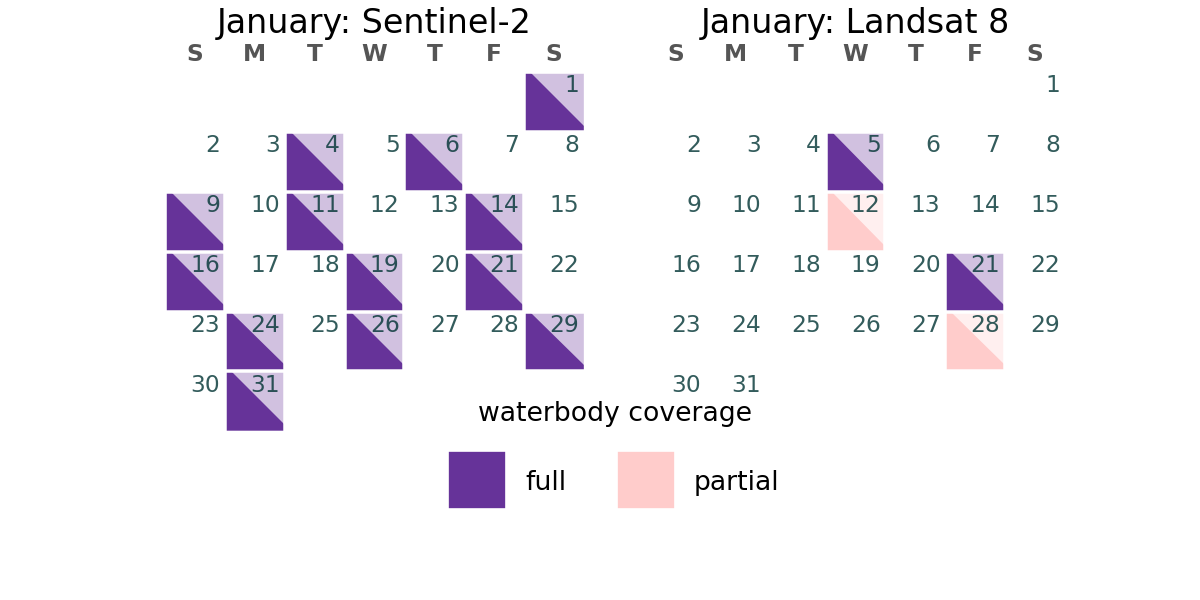 January: Sentinel-2
S M T W T F S
1
2 3 4 5 6 7 8
9 10 11 12 13 14 15
16 17 18 19 20 21 22
23 24 25 26 27 28 29
30 31
January: Landsat 8
S M T W T F S
1
2 3 4 5 6 7 8
9 10 11 12 13 14 15
16 17 18 19 20 21 22
23 24 25 26 27 28 29
30 31
waterbody coverage
full partial